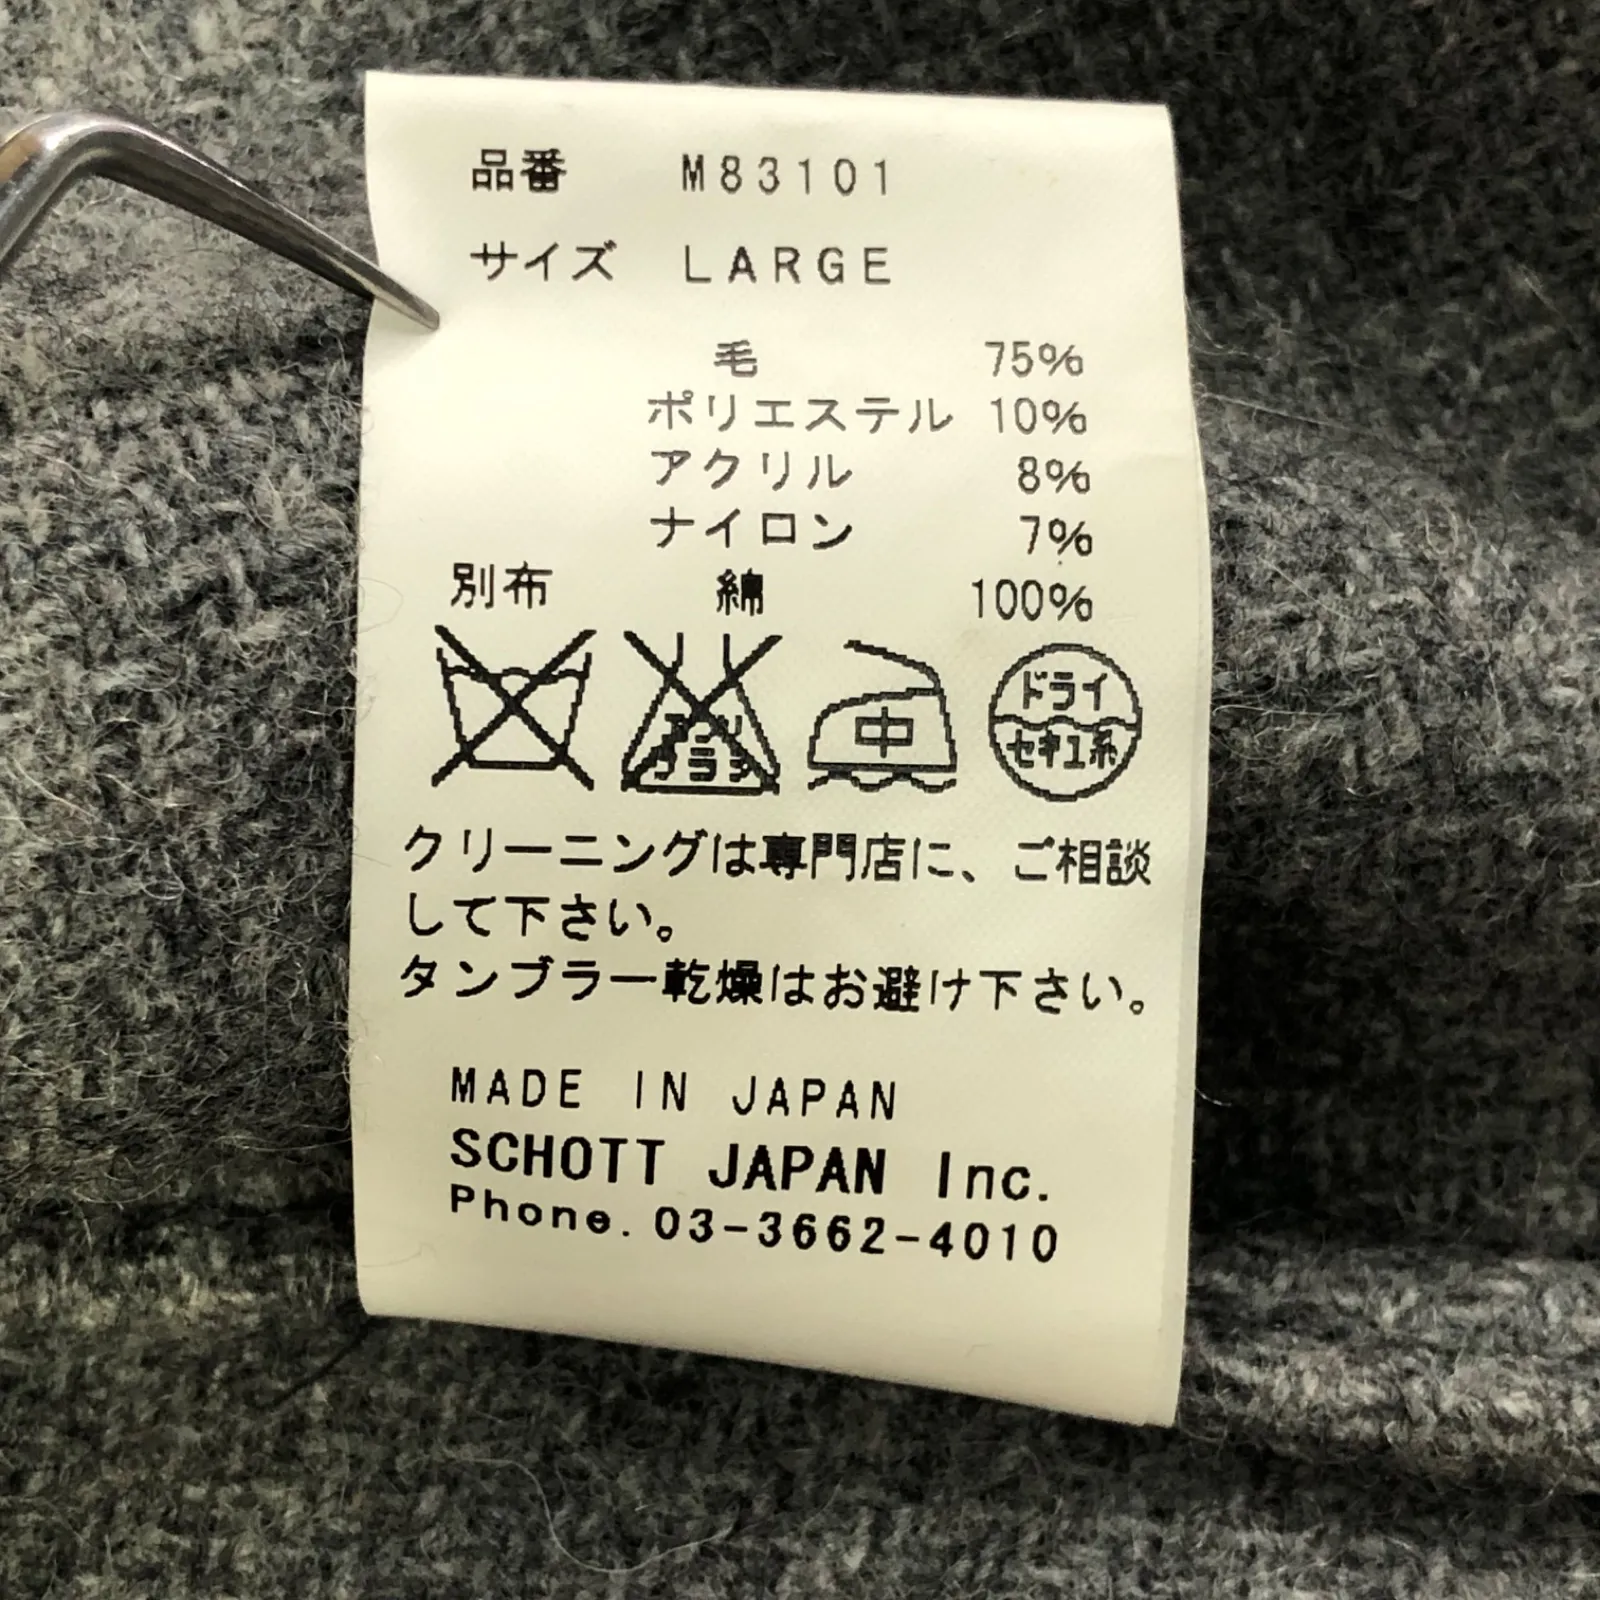 品番 M83101
サイズ LARGE
毛 75%
ポリエステル 10%
アクリル 8%
ナイロン 7%
別布 綿 100%
中
ドライ
セキユ系
クリーニングは専門店に、ご相談
して下さい。
タンブラー乾燥はお避け下さい。
MADE IN JAPAN
SCHOTT JAPAN Inc.
Phone. 03-3662-4010